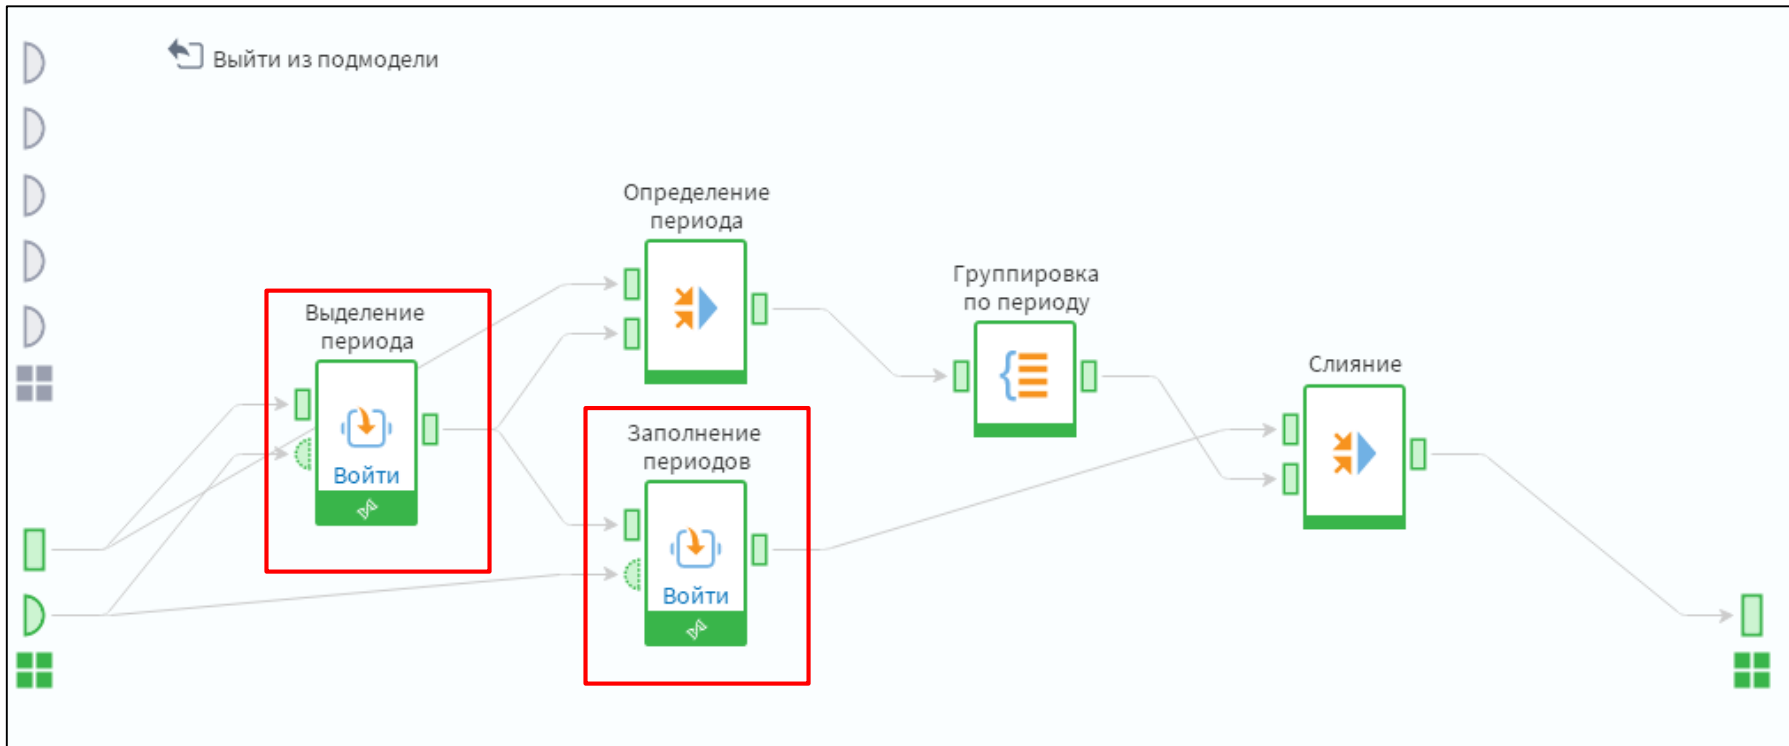 Выйти из подмодели
Определение
периода
Группировка
по периоду
Выделение
периода
Войти
Слияние
Заполнение
периодов
Войти